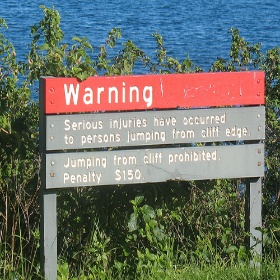 Warning
Serious injuries have occurred
to persons jumping from cliff edge.
Jumping from cliff prohibited.
Penalty $150.